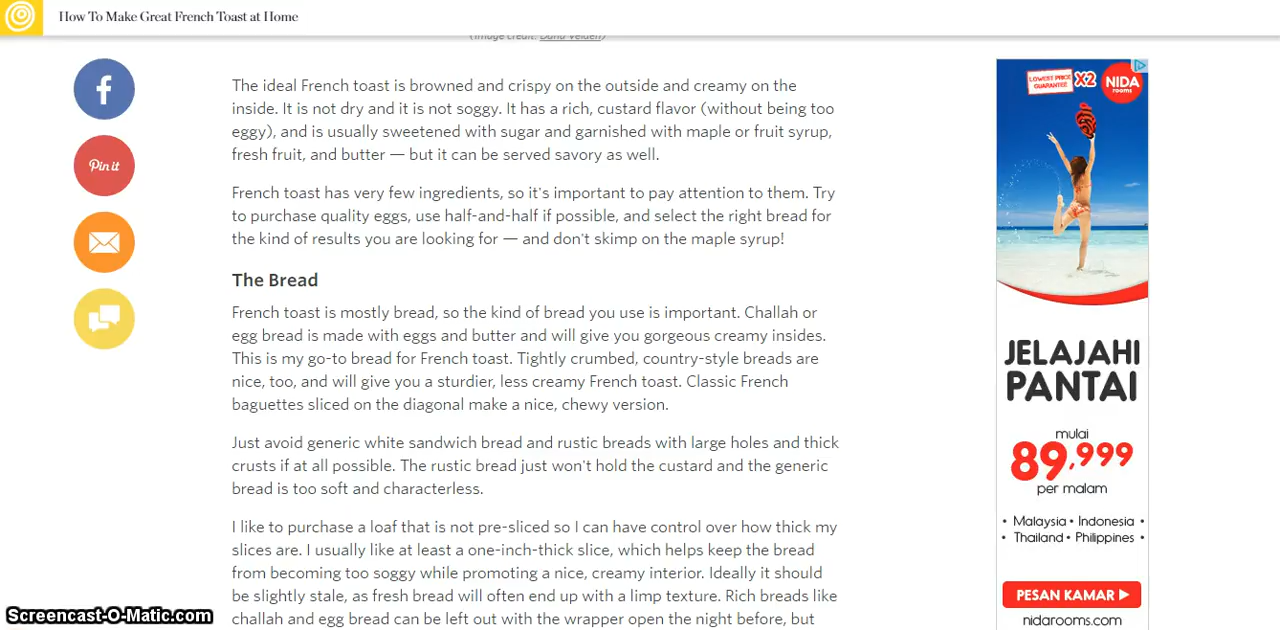 How To Make Great French Toast at Home
(Image credit: Dana Velden)
Pin it
The ideal French toast is browned and crispy on the outside and creamy on the
inside. It is not dry and it is not soggy. It has a rich, custard flavor (without being too
eggy), and is usually sweetened with sugar and garnished with maple or fruit syrup,
fresh fruit, and butter — but it can be served savory as well.
French toast has very few ingredients, so it's important to pay attention to them. Try
to purchase quality eggs, use half-and-half if possible, and select the right bread for
the kind of results you are looking for — and don't skimp on the maple syrup!
The Bread
French toast is mostly bread, so the kind of bread you use is important. Challah or
egg bread is made with eggs and butter and will give you gorgeous creamy insides.
This is my go-to bread for French toast. Tightly crumbed, country-style breads are
nice, too, and will give you a sturdier, less creamy French toast. Classic French
baguettes sliced on the diagonal make a nice, chewy version.
Just avoid generic white sandwich bread and rustic breads with large holes and thick
crusts if at all possible. The rustic bread just won't hold the custard and the generic
bread is too soft and characterless.
I like to purchase a loaf that is not pre-sliced so I can have control over how thick my
slices are. I usually like at least a one-inch-thick slice, which helps keep the bread
from becoming too soggy while promoting a nice, creamy interior. Ideally it should
be slightly stale, as fresh bread will often end up with a limp texture. Rich breads like
challah and egg bread can be left out with the wrapper open the night before, but
LOWEST PRICE
GUARANTEE
X2
NIDA
rooms
JELAJAHI
PANTAI
mulai
89,999
per malam
• Malaysia • Indonesia •
• Thailand • Philippines •
PESAN KAMAR
nidarooms.com
Screencast-O-Matic.com